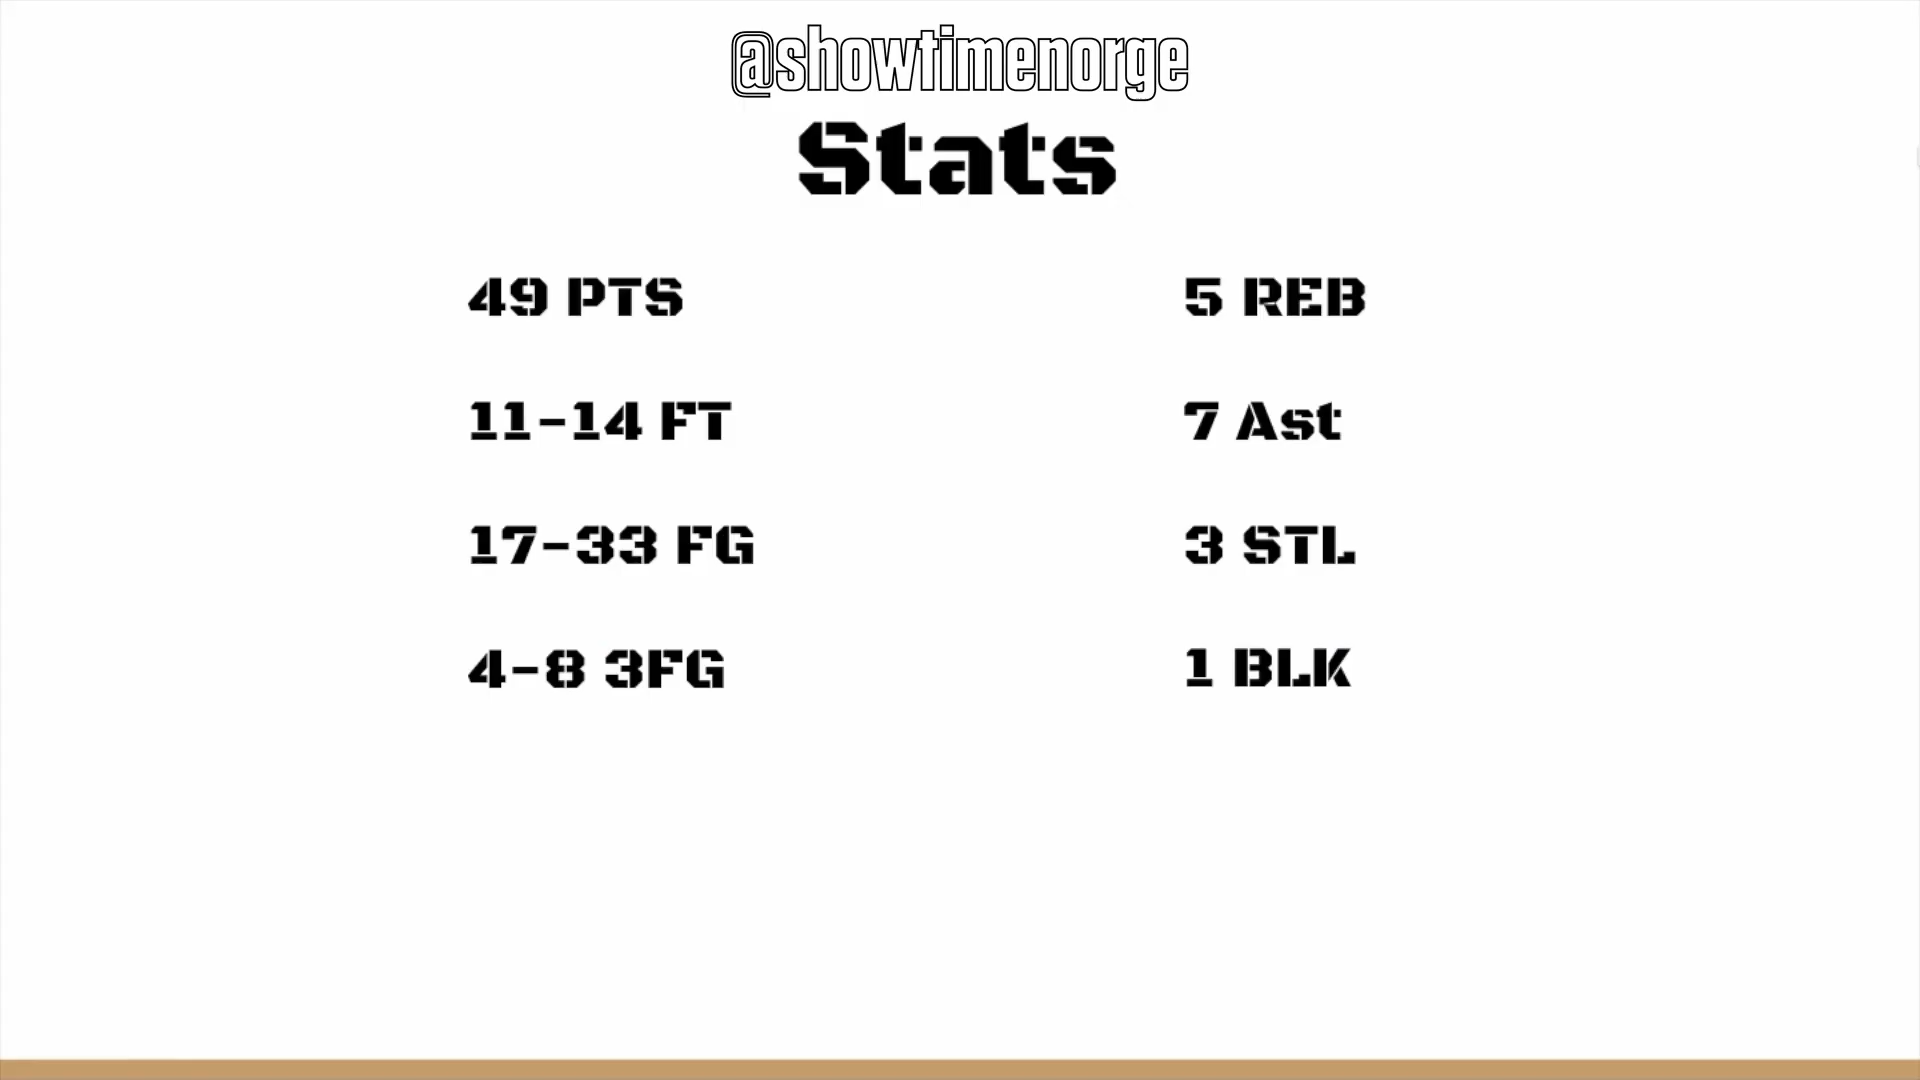 @showtimenorge
Stats
49 PTS
11-14 FT
17-33 FG
4-8 3FG
5 REB
7 Ast
3 STL
1 BLK